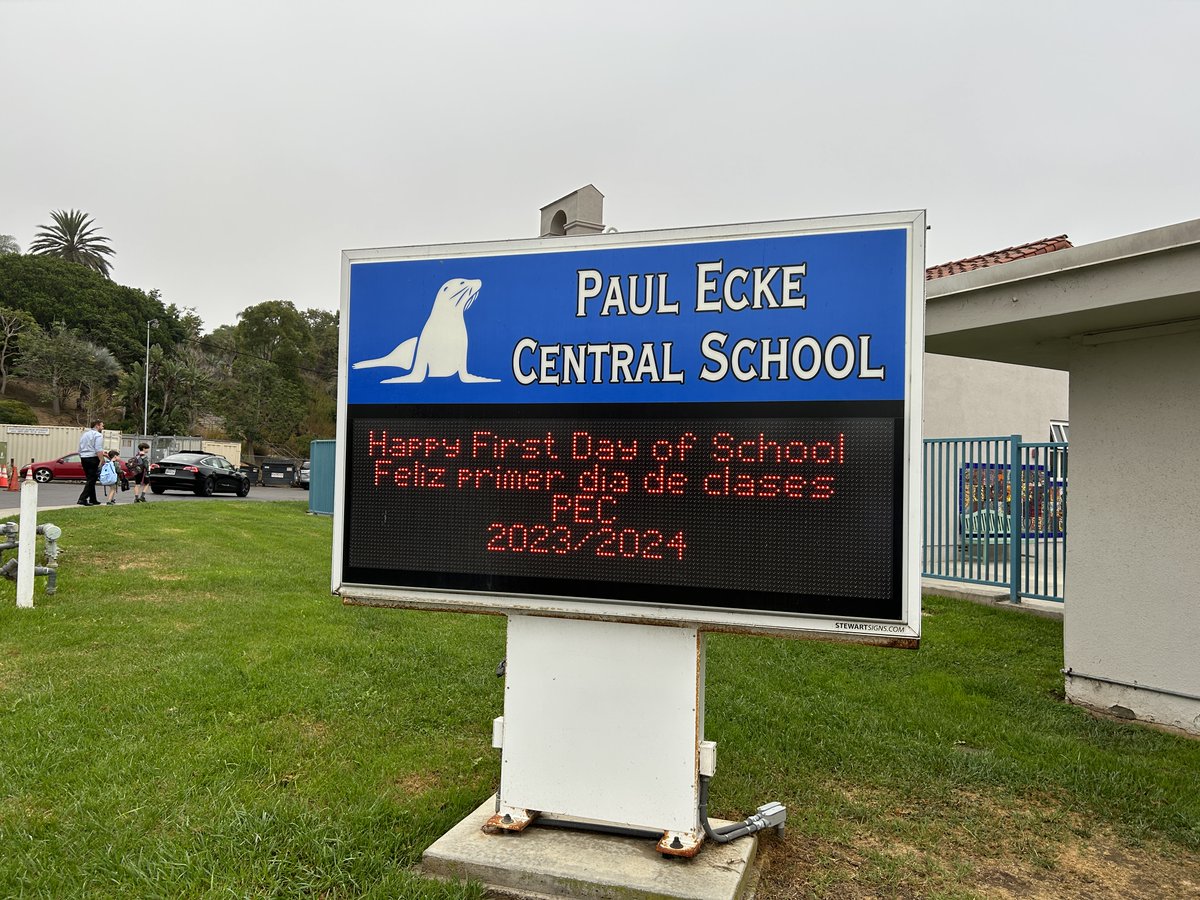 PAUL ECKE
CENTRAL SCHOOL
Happy First Day of School
Feliz Primer dia de clases
PEC
2023/2024
STEWARTSIGNS.COM